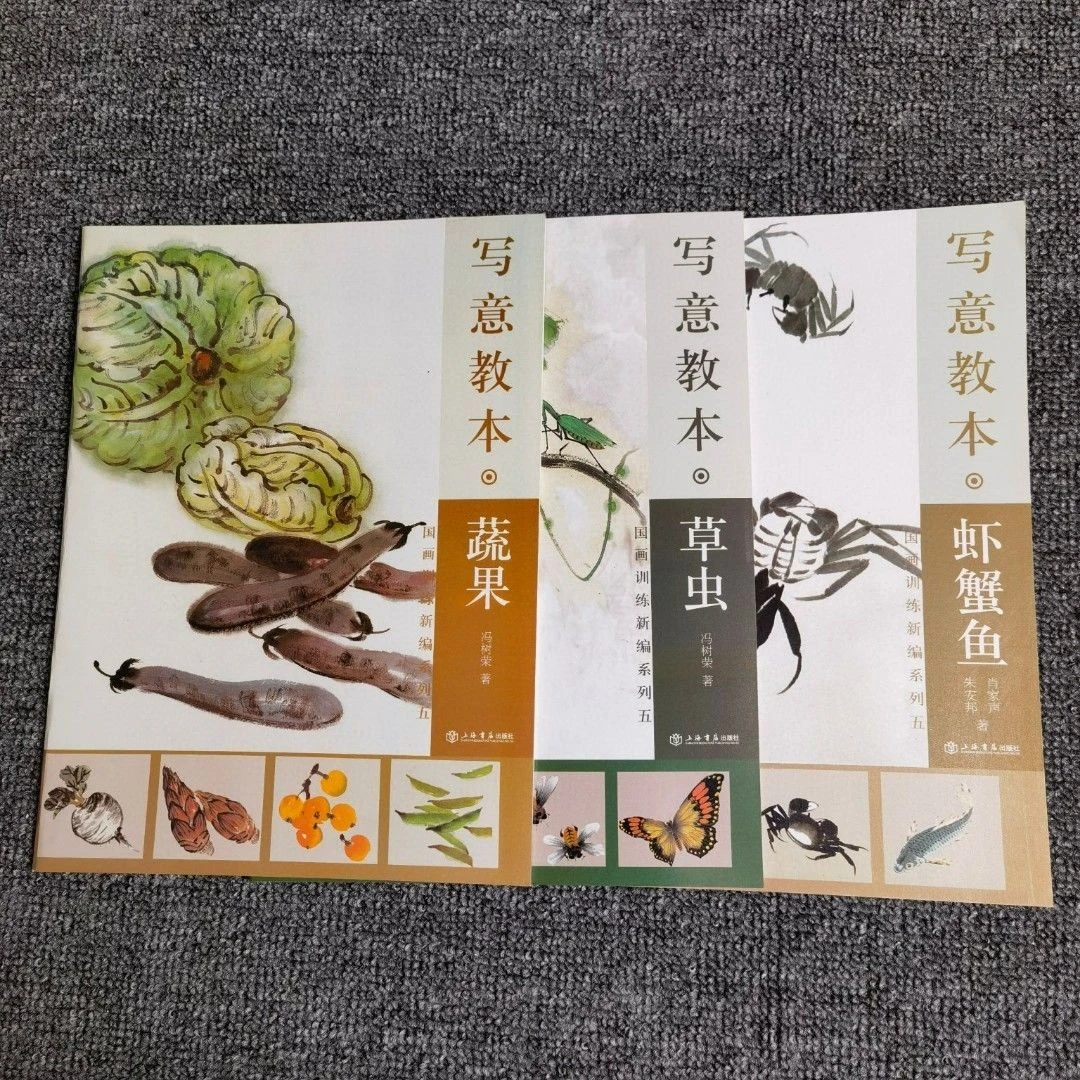 写意教本
蔬果
冯树荣 著
国画训练新编系列五
上海书店出版社
写意教本
草虫
冯树荣 著
国画训练新编系列五
上海书店出版社
写意教本
虾蟹鱼
肖家声
朱友邦 著
国画训练新编系列五
上海书店出版社